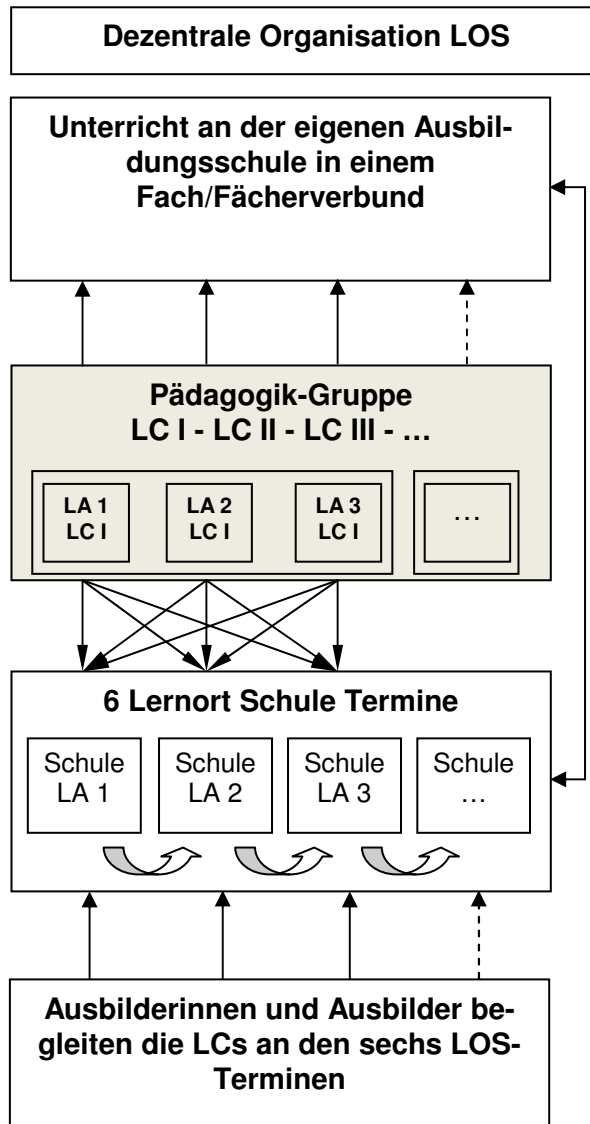 Dezentrale Organisation LOS
Unterricht an der eigenen Ausbil-
dungsschule in einem
Fach/Fächerverbund
Pädagogik-Gruppe
LC I - LC II - LC III - …
LA 1
LC I
LA 2
LC I
LA 3
LC I
…
6 Lernort Schule Termine
Schule
LA 1
Schule
LA 2
Schule
LA 3
Schule
…
Ausbilderinnen und Ausbilder be-
gleiten die LCs an den sechs LOS-
Terminen